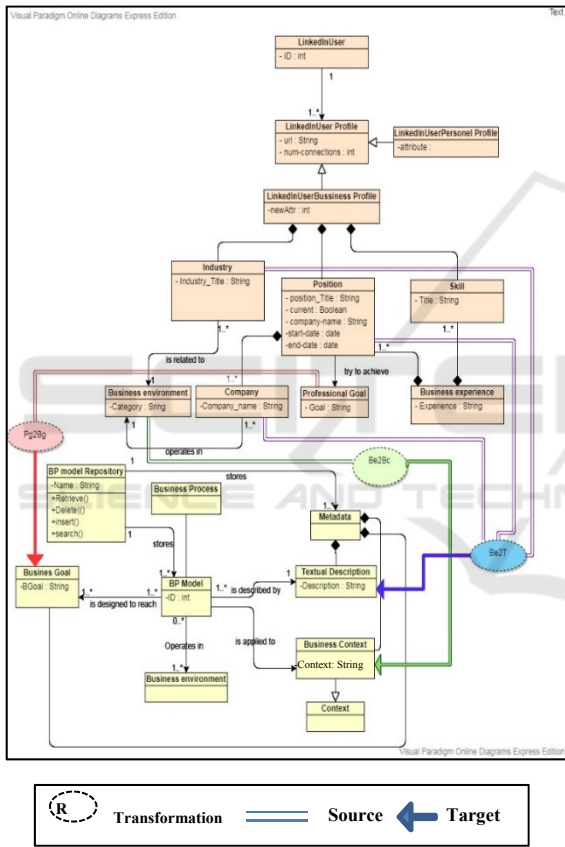 Visual Paradigm Online Diagrams Express Edition
Text
LinkedInUser
- ID : int
1
1..*
LinkedInUser Profile
- url : String
- num-connections : int
LinkedInUserPersonel Profile
-attribute :
LinkedInUserBussiness Profile
-newAttr : int
Industry
- Industry_Title : String
Position
- position_Title : String
- current : Boolean
- company-name : String
-start-date : date
-end-date : date
Skill
- Title : String
1..*
1..*
1..*
is related to
1..*
try to achieve
1
Business environment
-Category : Sring
Company
-Company_name : String
Professional Goal
- Goal : String
Business experience
- Experience : String
1
1..*
operates in
Pg2Bg
Be2Bc
BP model Repository
-Name : String
+Retrieve()
+Delete|()
+insert()
+search()
1
stores
Business Process
1..*
Metadata
1
stores
Be2T
Busines Goal
-BGoal : String
1..*
BP Model
-ID : int
1..*
is described by
1
Textual Description
-Description : String
1..*
1..*
is designed to reach
0..*
is applied to
Operates in
Business Context
-Context: String
1..*
Business environment
Context
Visual Paradigm Online Diagrams Express Edition
SCITE
SCIENCE AND TECHN
R
Transformation
Source
Target